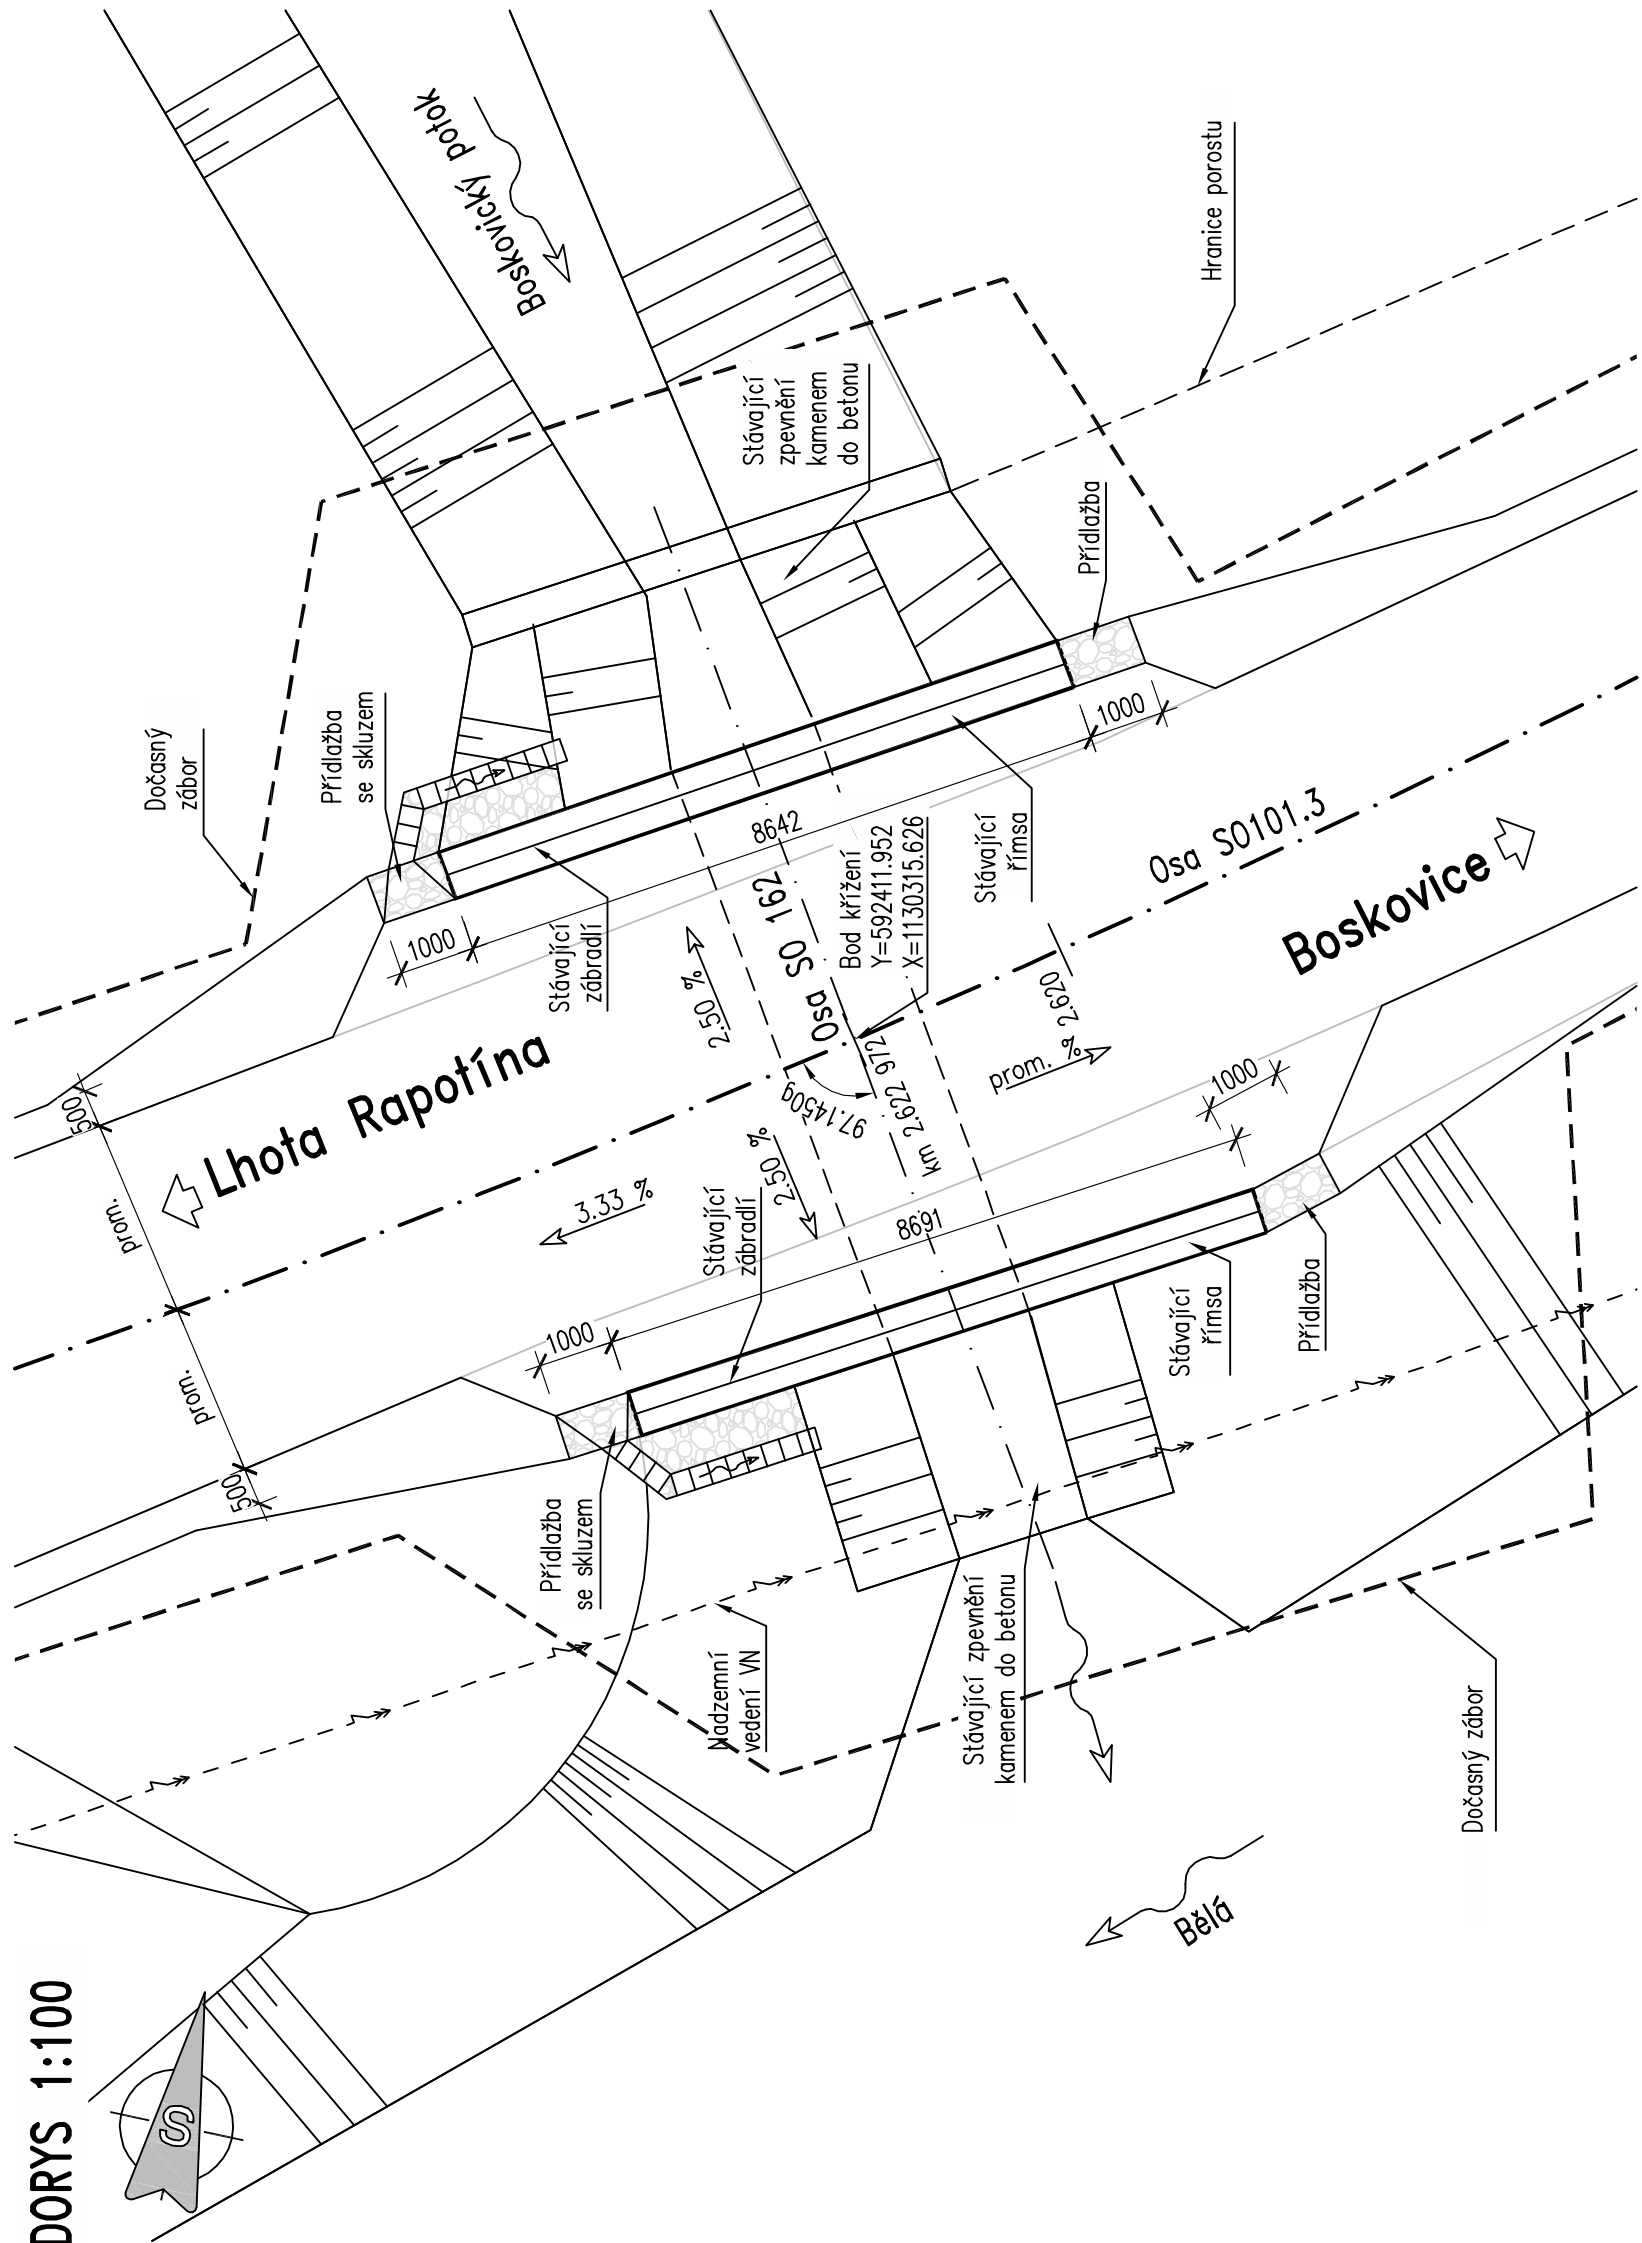 PŮDORYS 1:100
S
Boskovický potok
Hranice porostu
Stávající
zpevnění
kamenem
do betonu
Přídlažba
Dočasný
zábor
Přídlažba
se skluzem
1000
8642
1000
Stávající
zábradlí
Stávající
římsa
Bod křížení
Y=592411.952
X=1130315.626
Osa SO 162
Osa SO101.3
Boskovice
Lhota Rapotína
2.50 %
2.620
prom. %
97.1450g
km 2.622 972
2.50 %
3.33 %
500
prom.
prom.
500
1000
8691
1000
Stávající
zábradlí
Stávající
římsa
Přídlažba
Přídlažba
se skluzem
Nadzemní
vedení VN
Stávající zpevnění
kamenem do betonu
Dočasný zábor
Bělá